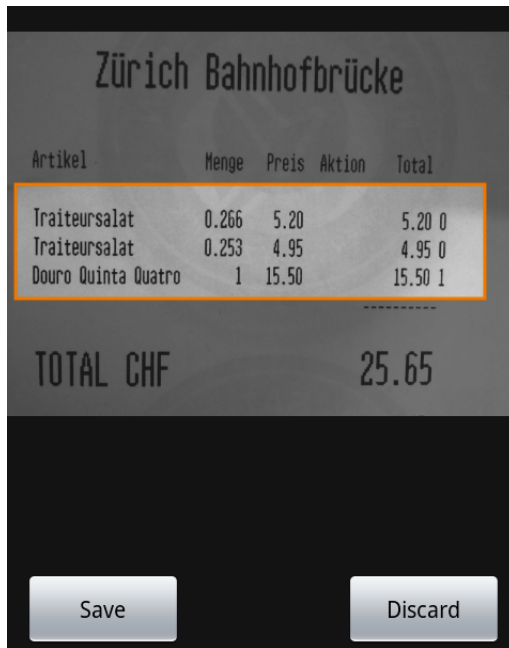 Zürich Bahnhofbrücke
Artikel Menge Preis Aktion Total
Traiteursalat 0.266 5.20 5.20 0
Traiteursalat 0.253 4.95 4.95 0
Douro Quinta Quatro 1 15.50 15.50 1
----------
TOTAL CHF 25.65
Save Discard